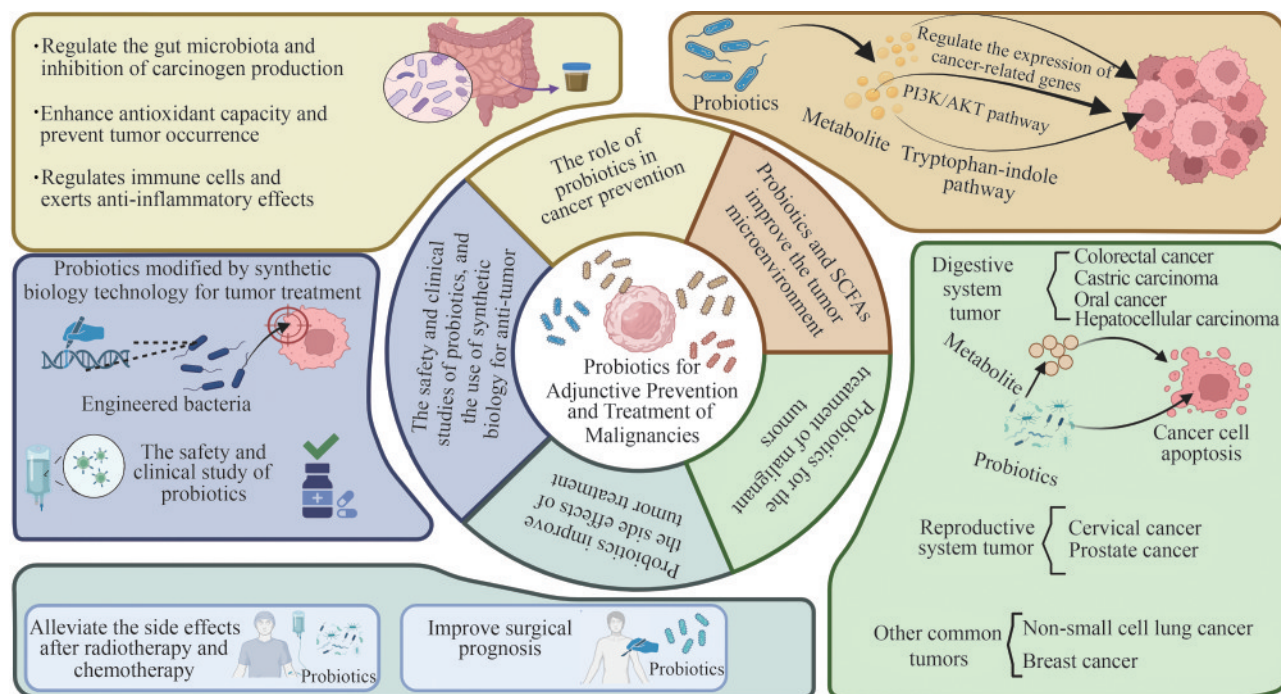 ·Regulate the gut microbiota and
inhibition of carcinogen production
·Enhance antioxidant capacity and
prevent tumor occurrence
·Regulates immune cells and
exerts anti-inflammatory effects
Probiotics
Metabolite
Regulate the expression of
cancer-related genes
PI3K/AKT pathway
Tryptophan-indole
pathway
The role of
probiotics in
cancer prevention
Probiotics and SCFAs
improve the tumor
microenvironment
Probiotics for the
treatment of malignant
tumors
Probiotics improve
the side effects of
tumor treatment
The safety and clinical
studies of probiotics, and
the use of synthetic
biology for anti-tumor
Probiotics for
Adjunctive Prevention
and Treatment of
Malignancies
Probiotics modified by synthetic
biology technology for tumor treatment
Engineered bacteria
The safety and
clinical study of
probiotics
Digestive
system
tumor
Colorectal cancer
Castric carcinoma
Oral cancer
Hepatocellular carcinoma
Metabolite
Probiotics
Cancer cell
apoptosis
Reproductive
system tumor
Cervical cancer
Prostate cancer
Other common
tumors
Non-small cell lung cancer
Breast cancer
Alleviate the side effects
after radiotherapy and
chemotherapy
Probiotics
Improve surgical
prognosis
Probiotics